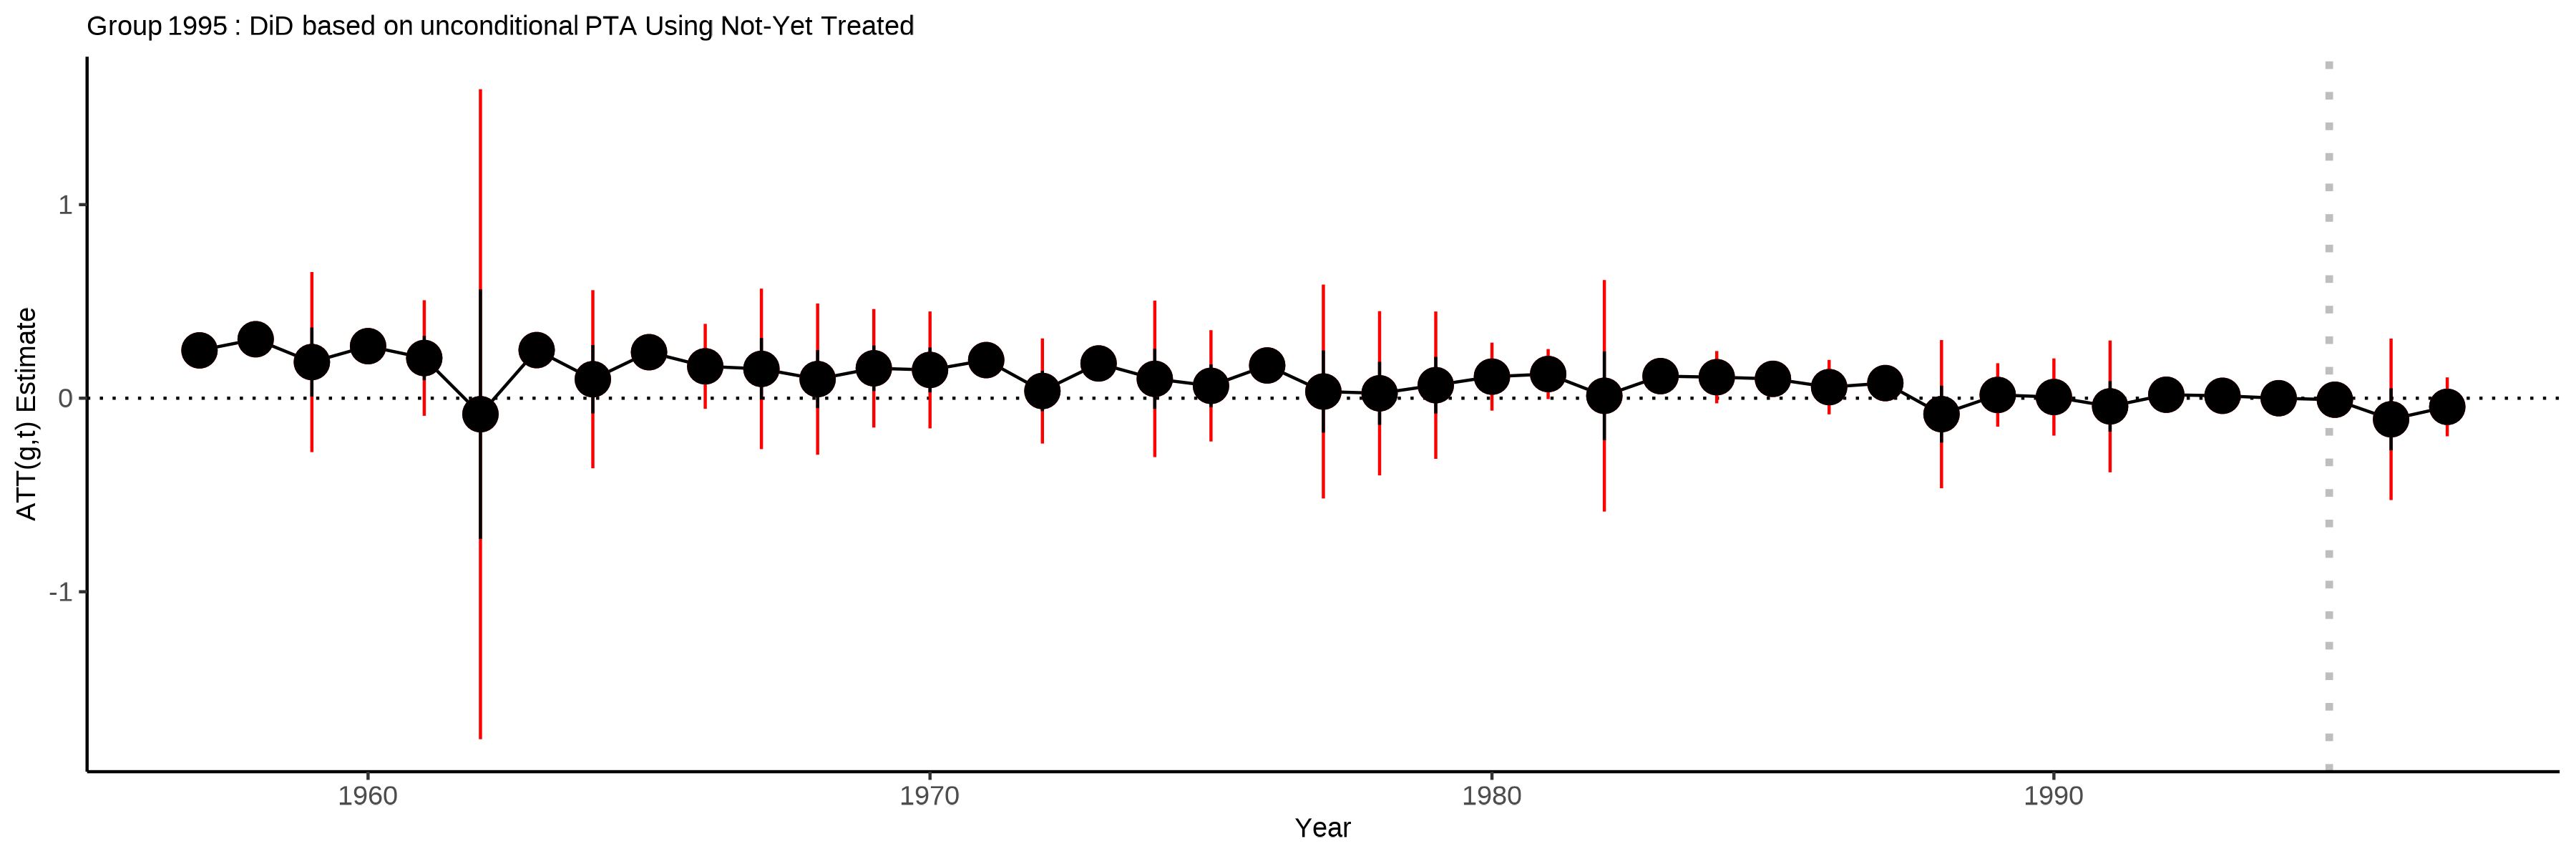 Group 1995 : DiD based on unconditional PTA Using Not-Yet Treated
ATT(g,t) Estimate
1
0
-1
1960
1970
1980
1990
Year